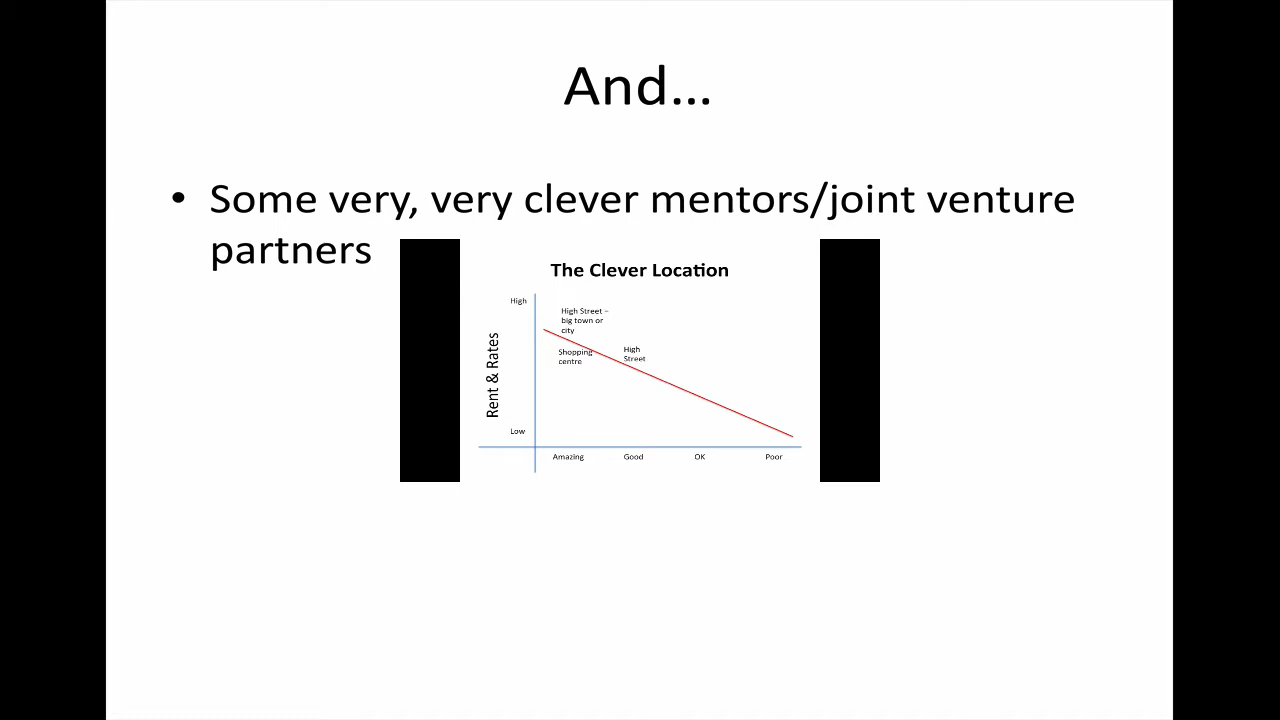 And…
• Some very, very clever mentors/joint venture
partners
The Clever Location
High
High Street –
big town or
city
Shopping
centre
High
Street
Rent & Rates
Low
Amazing
Good
OK
Poor